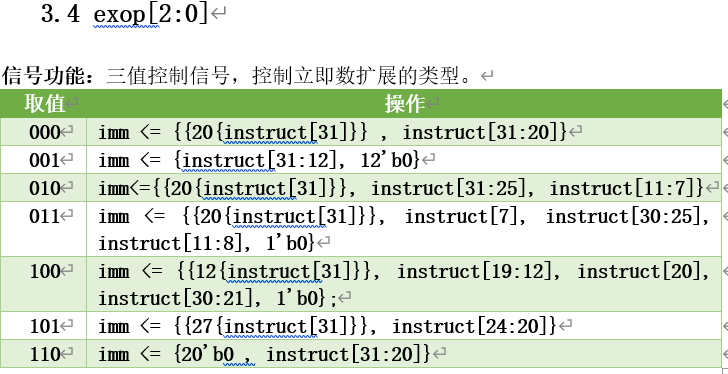 3.4 exop[2:0]
信号功能：三值控制信号，控制立即数扩展的类型。
取值 操作
000 imm <= {{20{instruct[31]}} , instruct[31:20]}
001 imm <= {instruct[31:12], 12'b0}
010 imm<={{20{instruct[31]}}, instruct[31:25], instruct[11:7]}
011 imm <= {{20{instruct[31]}}, instruct[7], instruct[30:25],
instruct[11:8], 1'b0}
100 imm <= {{12{instruct[31]}}, instruct[19:12], instruct[20],
instruct[30:21], 1'b0};
101 imm <= {{27{instruct[31]}}, instruct[24:20]}
110 imm <= {20'b0 , instruct[31:20]}